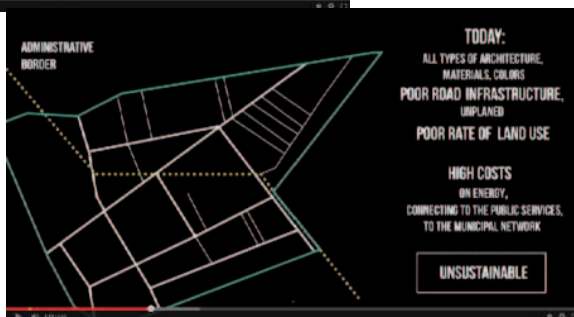 ADMINISTRATIVE
BORDER
TODAY:
ALL TYPES OF ARCHITECTURE,
MATERIALS, COLORS
POOR ROAD INFRASTRUCTURE,
UNPLANED
POOR RATE OF LAND USE
HIGH COSTS
ON ENERGY,
CONNECTING TO THE PUBLIC SERVICES,
TO THE MUNICIPAL NETWORK
UNSUSTAINABLE